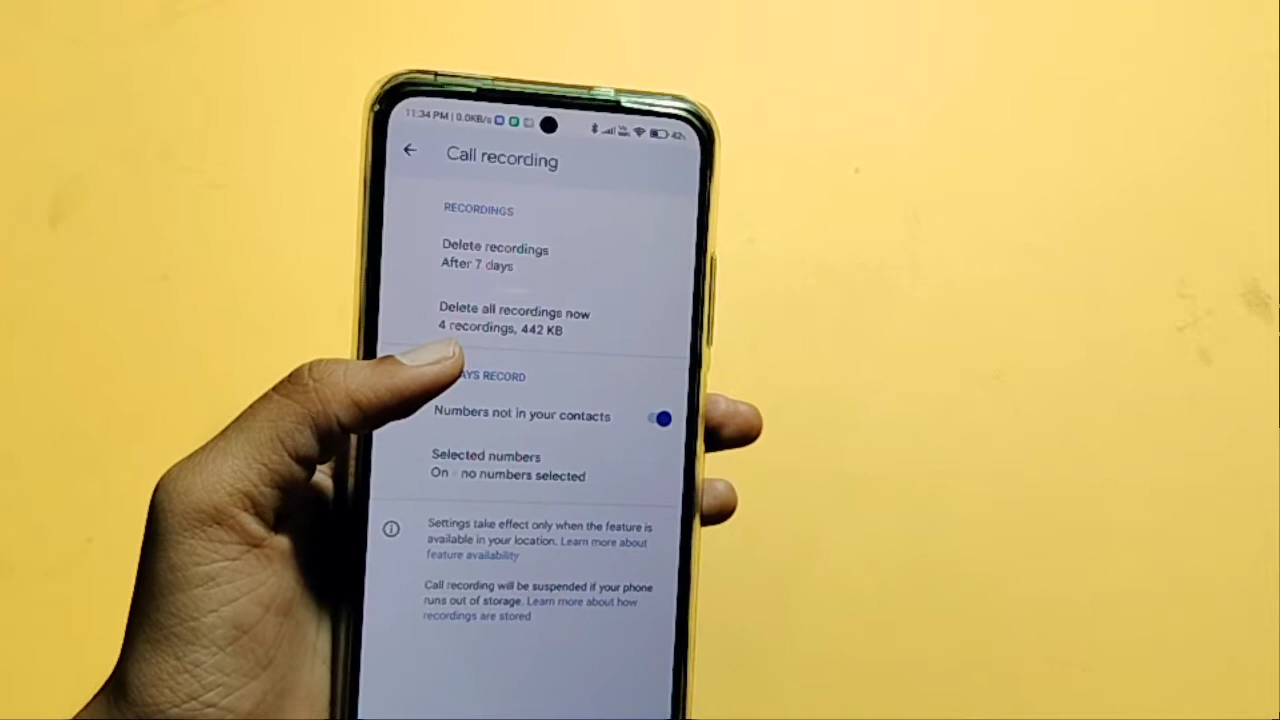 11:34 PM | 0.0KB/s 42%
Call recording
RECORDINGS
Delete recordings
After 7 days
Delete all recordings now
4 recordings, 442 KB
RECORD
Numbers not in your contacts
Selected numbers
On no numbers selected
Settings take effect only when the feature is
available in your location. Learn more about
feature availability
Call recording will be suspended if your phone
runs out of storage. Learn more about how
recordings are stored